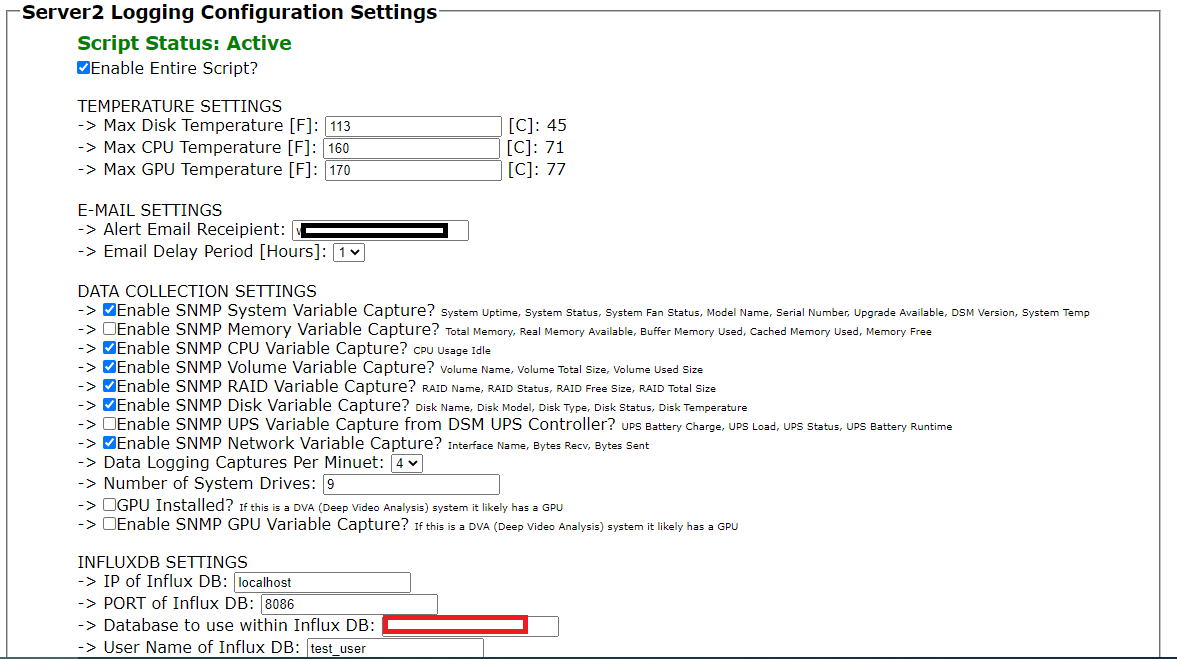 Server2 Logging Configuration Settings
Script Status: Active
Enable Entire Script?
TEMPERATURE SETTINGS
-> Max Disk Temperature [F]: 113 [C]: 45
-> Max CPU Temperature [F]: 160 [C]: 71
-> Max GPU Temperature [F]: 170 [C]: 77
E-MAIL SETTINGS
-> Alert Email Receipient:
-> Email Delay Period [Hours]: 1
DATA COLLECTION SETTINGS
-> Enable SNMP System Variable Capture? System Uptime, System Status, System Fan Status, Model Name, Serial Number, Upgrade Available, DSM Version, System Temp
-> Enable SNMP Memory Variable Capture? Total Memory, Real Memory Available, Buffer Memory Used, Cached Memory Used, Memory Free
-> Enable SNMP CPU Variable Capture? CPU Usage Idle
-> Enable SNMP Volume Variable Capture? Volume Name, Volume Total Size, Volume Used Size
-> Enable SNMP RAID Variable Capture? RAID Name, RAID Status, RAID Free Size, RAID Total Size
-> Enable SNMP Disk Variable Capture? Disk Name, Disk Model, Disk Type, Disk Status, Disk Temperature
-> Enable SNMP UPS Variable Capture from DSM UPS Controller? UPS Battery Charge, UPS Load, UPS Status, UPS Battery Runtime
-> Enable SNMP Network Variable Capture? Interface Name, Bytes Recv, Bytes Sent
-> Data Logging Captures Per Minuet: 4
-> Number of System Drives: 9
-> GPU Installed? If this is a DVA (Deep Video Analysis) system it likely has a GPU
-> Enable SNMP GPU Variable Capture? If this is a DVA (Deep Video Analysis) system it likely has a GPU
INFLUXDB SETTINGS
-> IP of Influx DB: localhost
-> PORT of Influx DB: 8086
-> Database to use within Influx DB:
-> User Name of Influx DB: test_user